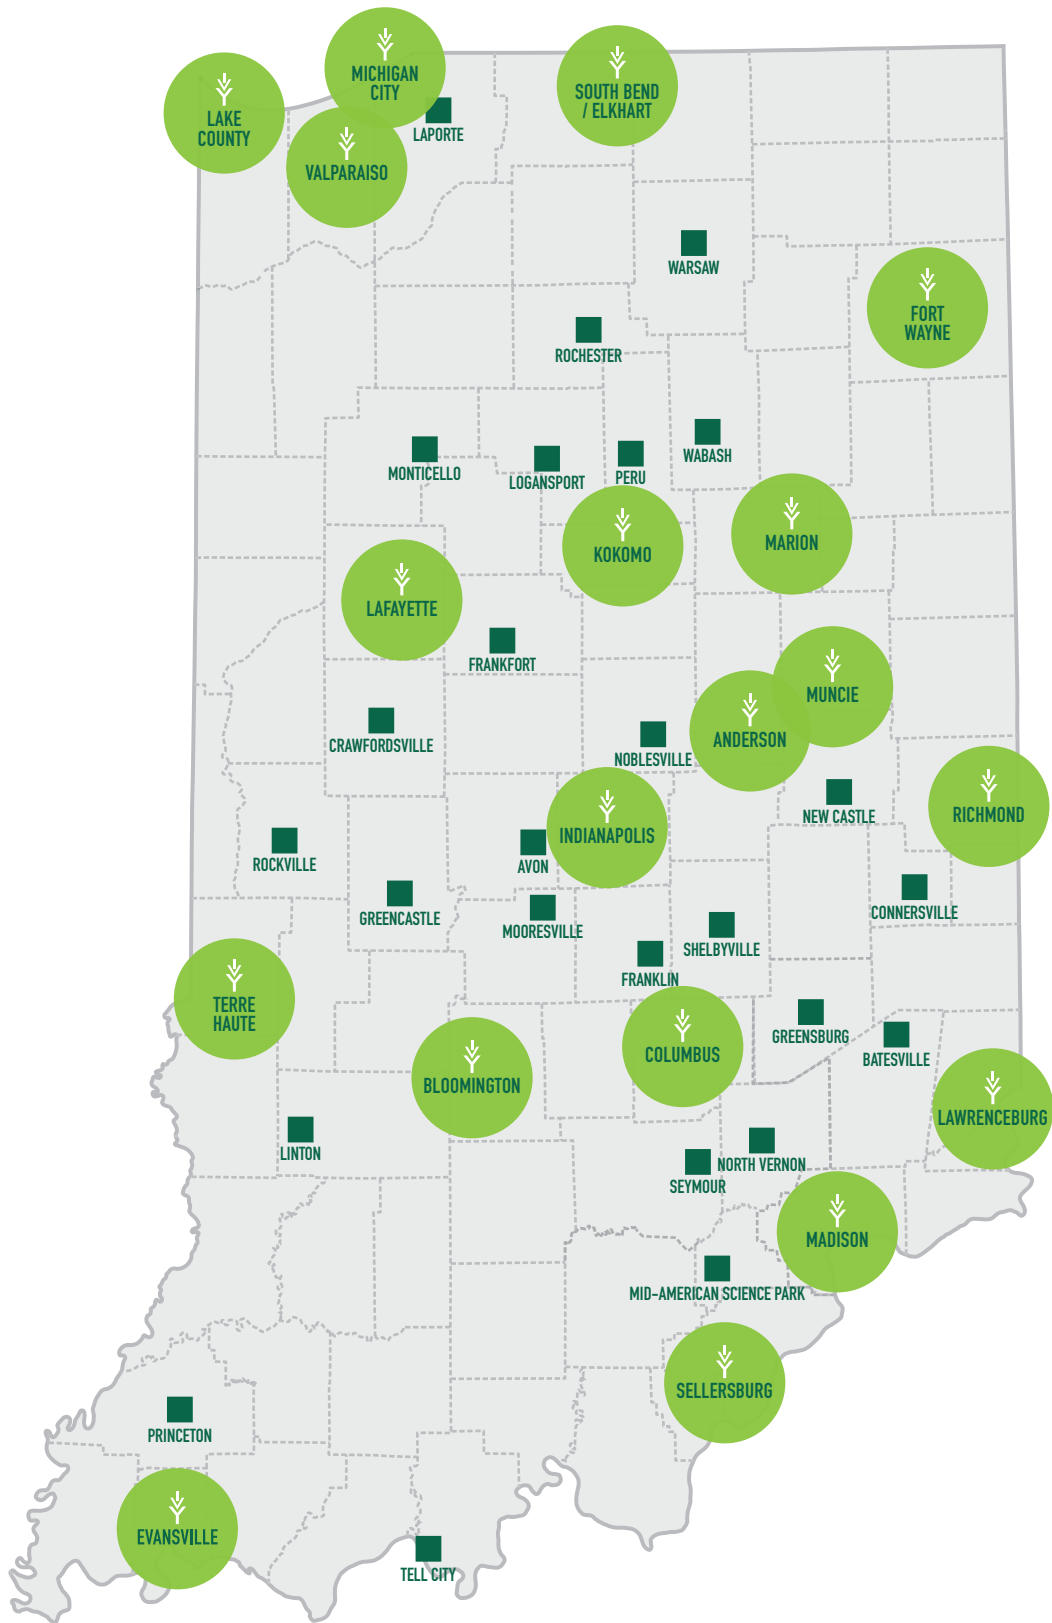 MICHIGAN
CITY
SOUTH BEND
/ ELKHART
LAKE
COUNTY
LAPORTE
VALPARAISO
WARSAW
FORT
WAYNE
ROCHESTER
MONTICELLO
LOGANSPORT
PERU
WABASH
KOKOMO
MARION
LAFAYETTE
FRANKFORT
MUNCIE
CRAWFORDSVILLE
NOBLESVILLE
ANDERSON
NEW CASTLE
RICHMOND
INDIANAPOLIS
ROCKVILLE
AVON
GREENCASTLE
MOORESVILLE
CONNERSVILLE
SHELBYVILLE
FRANKLIN
TERRE
HAUTE
GREENSBURG
COLUMBUS
BATESVILLE
BLOOMINGTON
LAWRENCEBURG
LINTON
NORTH VERNON
SEYMOUR
MADISON
MID-AMERICAN SCIENCE PARK
SELLERSBURG
PRINCETON
EVANSVILLE
TELL CITY